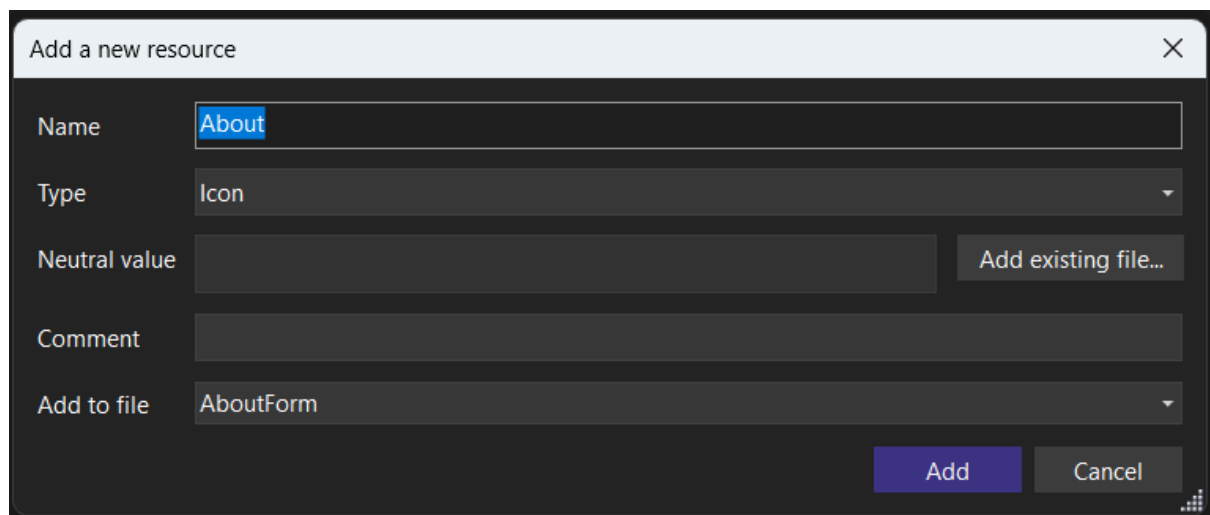 Add a new resource
Name About
Type Icon
Neutral value Add existing file...
Comment
Add to file AboutForm
Add Cancel